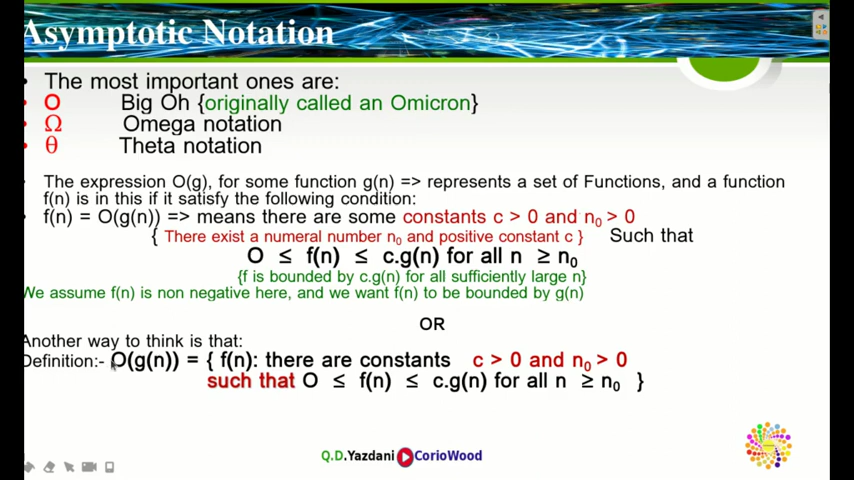 Asymptotic Notation
• The most important ones are:
• O Big Oh {originally called an Omicron}
• Ω Omega notation
• θ Theta notation
• The expression O(g), for some function g(n) => represents a set of Functions, and a function
f(n) is in this if it satisfy the following condition:
• f(n) = O(g(n)) => means there are some constants c > 0 and n₀ > 0
{ There exist a numeral number n₀ and positive constant c } Such that
O ≤ f(n) ≤ c.g(n) for all n ≥ n₀
{f is bounded by c.g(n) for all sufficiently large n}
We assume f(n) is non negative here, and we want f(n) to be bounded by g(n)
OR
Another way to think is that:
Definition:- O(g(n)) = { f(n): there are constants c > 0 and n₀ > 0
such that O ≤ f(n) ≤ c.g(n) for all n ≥ n₀ }
Q.D.Yazdani CorioWood